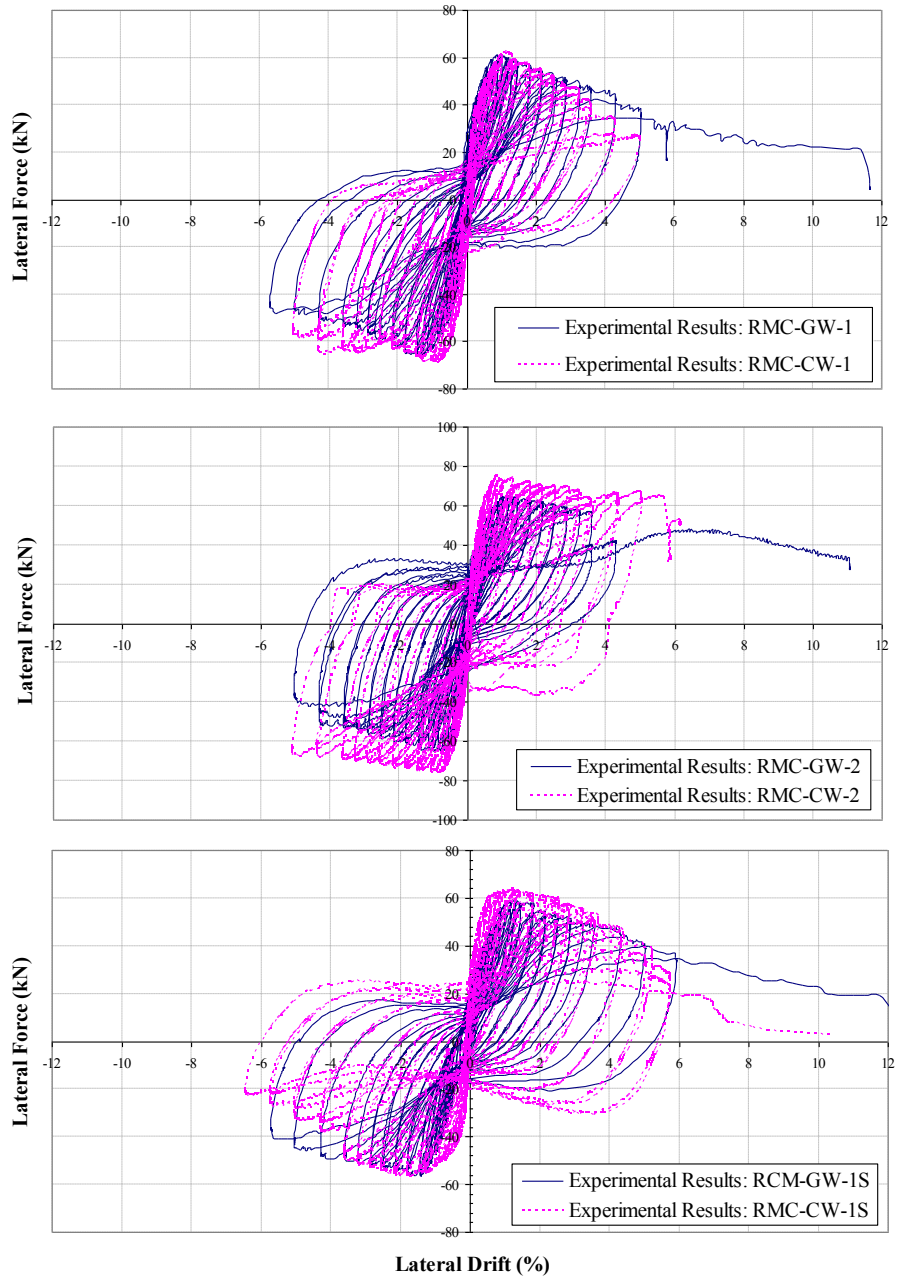 80
60
40
20
0
-20
-40
-60
-80
-12 -10 -8 -6 -4 -2 0 2 4 6 8 10 12
Lateral Force (kN)
Experimental Results: RMC-GW-1
Experimental Results: RMC-CW-1
100
80
60
40
20
0
-20
-40
-60
-80
-100
-12 -10 -8 -6 -4 -2 0 2 4 6 8 10 12
Lateral Force (kN)
Experimental Results: RMC-GW-2
Experimental Results: RMC-CW-2
80
60
40
20
0
-20
-40
-60
-80
-12 -10 -8 -6 -4 -2 0 2 4 6 8 10 12
Lateral Force (kN)
Experimental Results: RCM-GW-1S
Experimental Results: RMC-CW-1S
Lateral Drift (%)